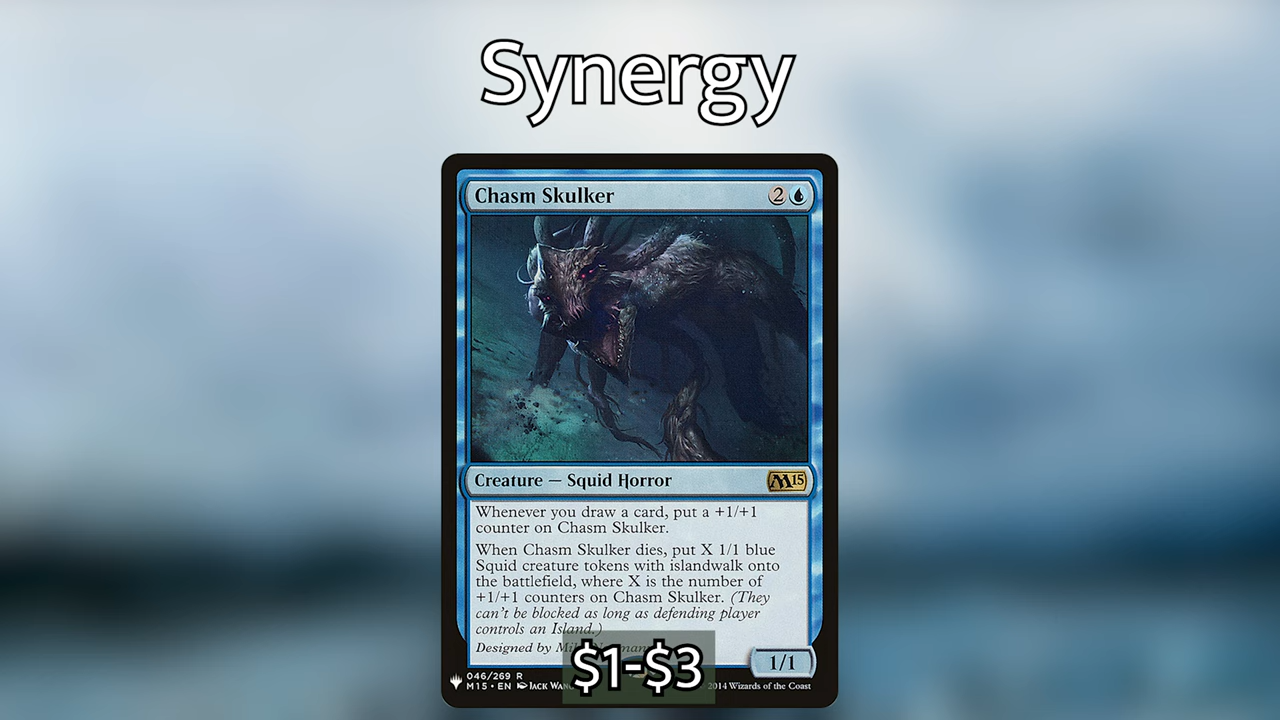 Synergy
Chasm Skulker 2
Creature — Squid Horror M15
Whenever you draw a card, put a +1/+1
counter on Chasm Skulker.
When Chasm Skulker dies, put X 1/1 blue
Squid creature tokens with islandwalk onto
the battlefield, where X is the number of
+1/+1 counters on Chasm Skulker. (They
can't be blocked as long as defending player
controls an Island.)
Designed by
$1-$3
1/1
046/269 R
M15 • EN JACK
2014 Wizards of the Coast